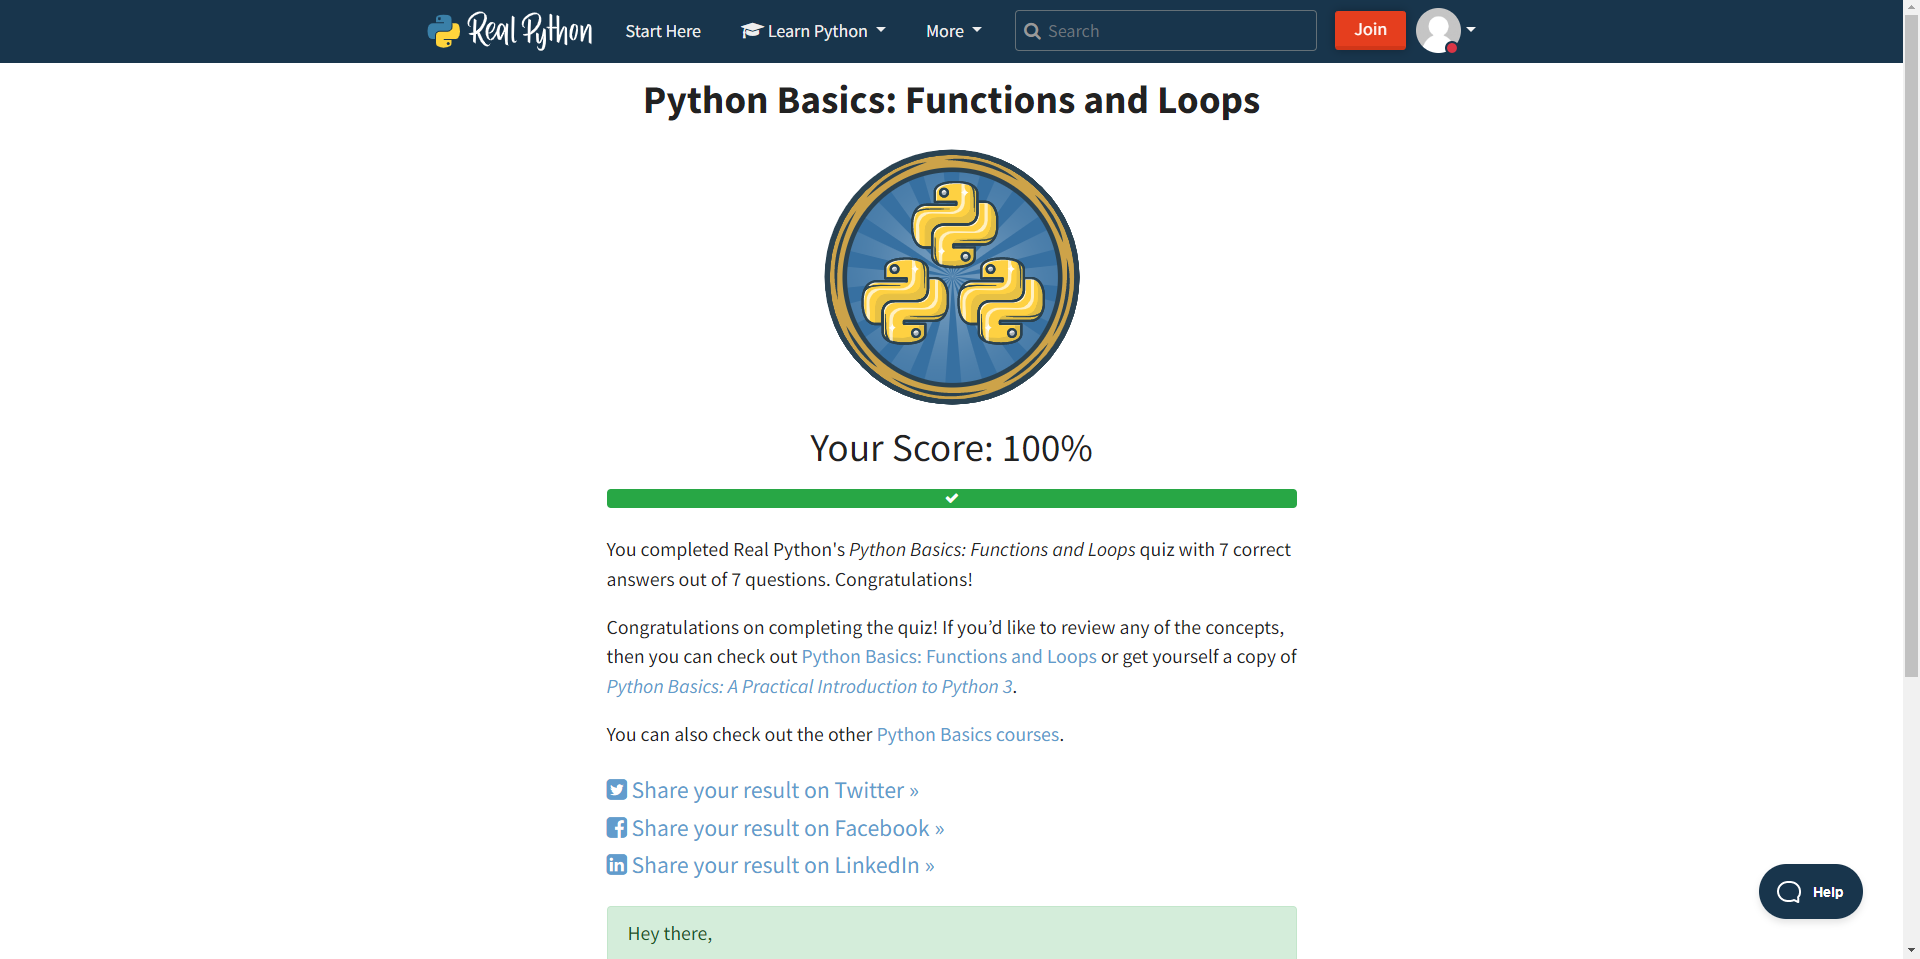 Real Python
Start Here
Learn Python
More
Search
Join
Python Basics: Functions and Loops
Your Score: 100%
You completed Real Python's Python Basics: Functions and Loops quiz with 7 correct
answers out of 7 questions. Congratulations!
Congratulations on completing the quiz! If you’d like to review any of the concepts,
then you can check out Python Basics: Functions and Loops or get yourself a copy of
Python Basics: A Practical Introduction to Python 3.
You can also check out the other Python Basics courses.
Share your result on Twitter »
Share your result on Facebook »
Share your result on LinkedIn »
Hey there,
Help